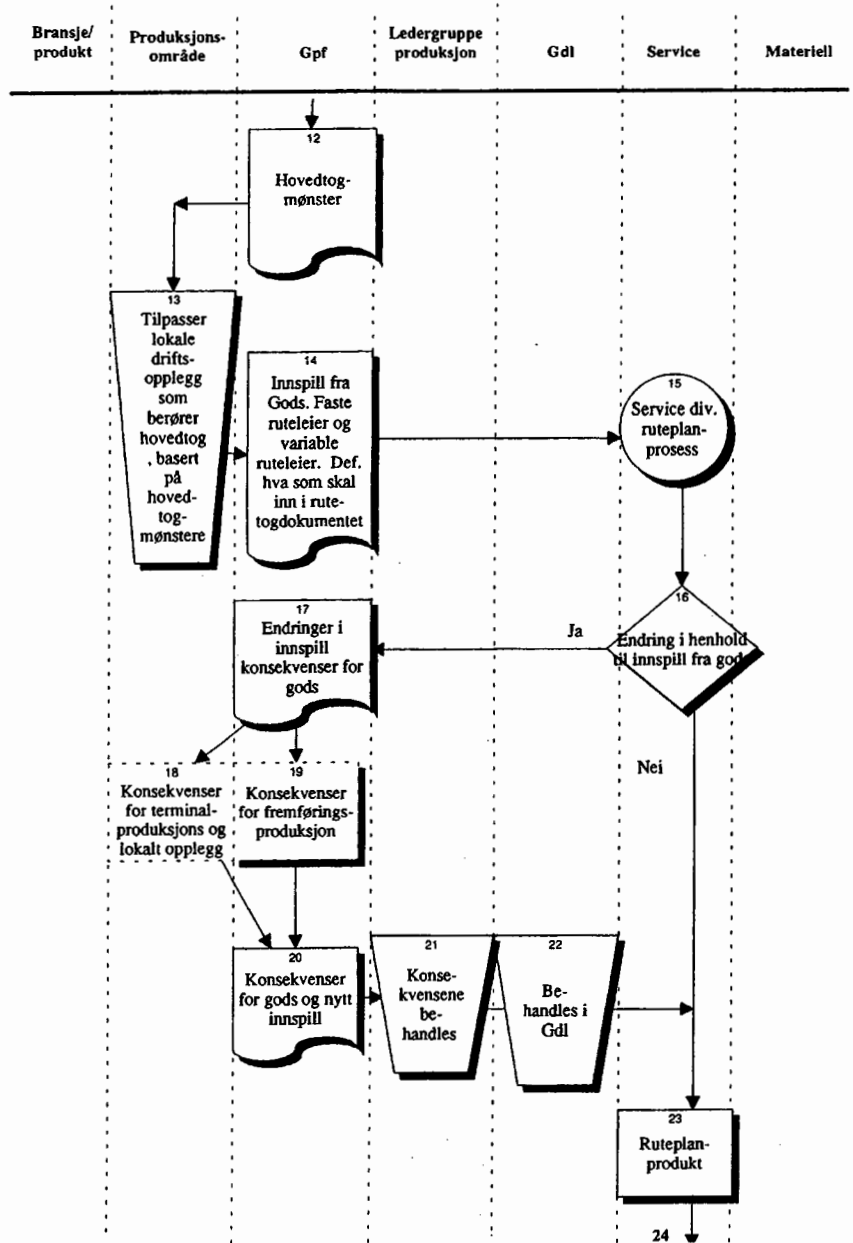 Bransje/
produkt
Produksjons-
område
Gpf
Ledergruppe
produksjon
Gdl
Service
Materiell
12
Hovedtog-
mønster
13
Tilpasser
lokale
drifts-
opplegg
som
berører
hovedtog
, basert
på
hoved-
tog-
mønstere
14
Innspill fra
Gods. Faste
ruteleier og
variable
ruteleier. Def.
hva som skal
inn i rute-
togdokumentet
15
Service div.
ruteplan-
prosess
16
Endring i henhold
til innspill fra gods
Ja
Nei
17
Endringer i
innspill
konsekvenser for
gods
18
Konsekvenser
for terminal-
produksjons og
lokalt opplegg
19
Konsekvenser
for fremførings-
produksjon
20
Konsekvenser
for gods og nytt
innspill
21
Konse-
kvensene
be-
handles
22
Be-
handles i
Gdl
23
Ruteplan-
produkt
24